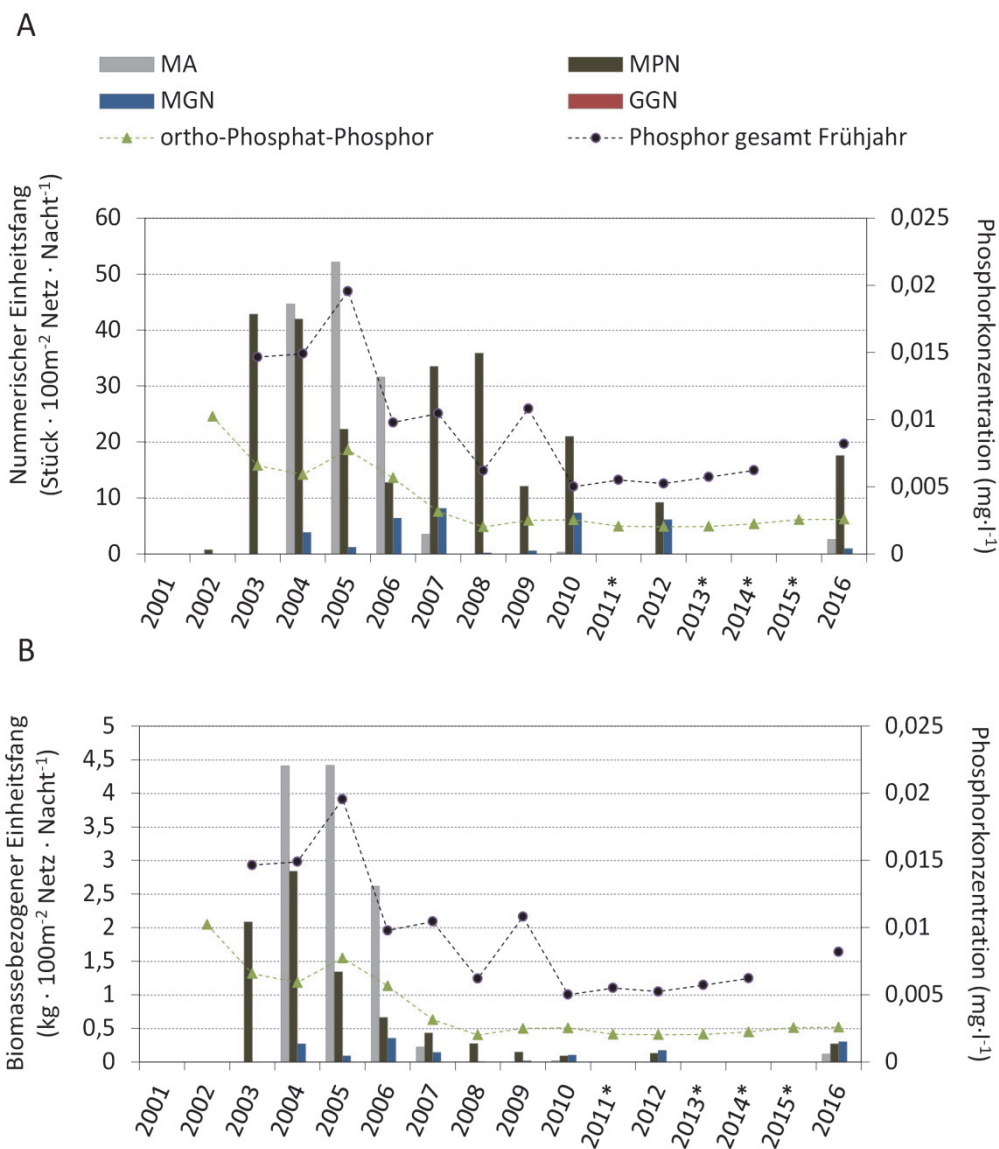 A
MA MPN
MGN GGN
ortho-Phosphat-Phosphor Phosphor gesamt Frühjahr
Nummerischer Einheitsfang
(Stück · 100m⁻² Netz · Nacht⁻¹)
60
50
40
30
20
10
0
0,025
0,02
0,015
0,01
0,005
0
Phosphorkonzentration (mg·l⁻¹)
2001 2002 2003 2004 2005 2006 2007 2008 2009 2010 2011* 2012 2013* 2014* 2015* 2016
B
Biomassebezogener Einheitsfang
(kg · 100m⁻² Netz · Nacht⁻¹)
5
4,5
4
3,5
3
2,5
2
1,5
1
0,5
0
0,025
0,02
0,015
0,01
0,005
0
Phosphorkonzentration (mg·l⁻¹)
2001 2002 2003 2004 2005 2006 2007 2008 2009 2010 2011* 2012 2013* 2014* 2015* 2016